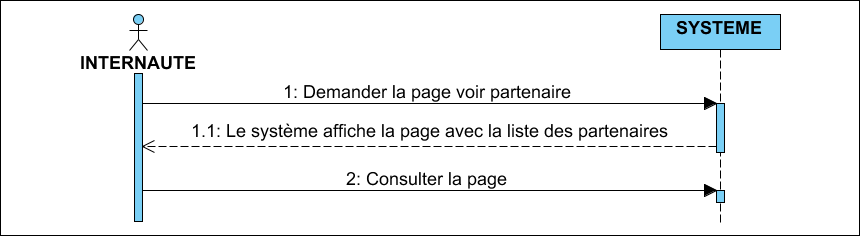 SYSTEME
INTERNAUTE
1: Demander la page voir partenaire
1.1: Le système affiche la page avec la liste des partenaires
2: Consulter la page